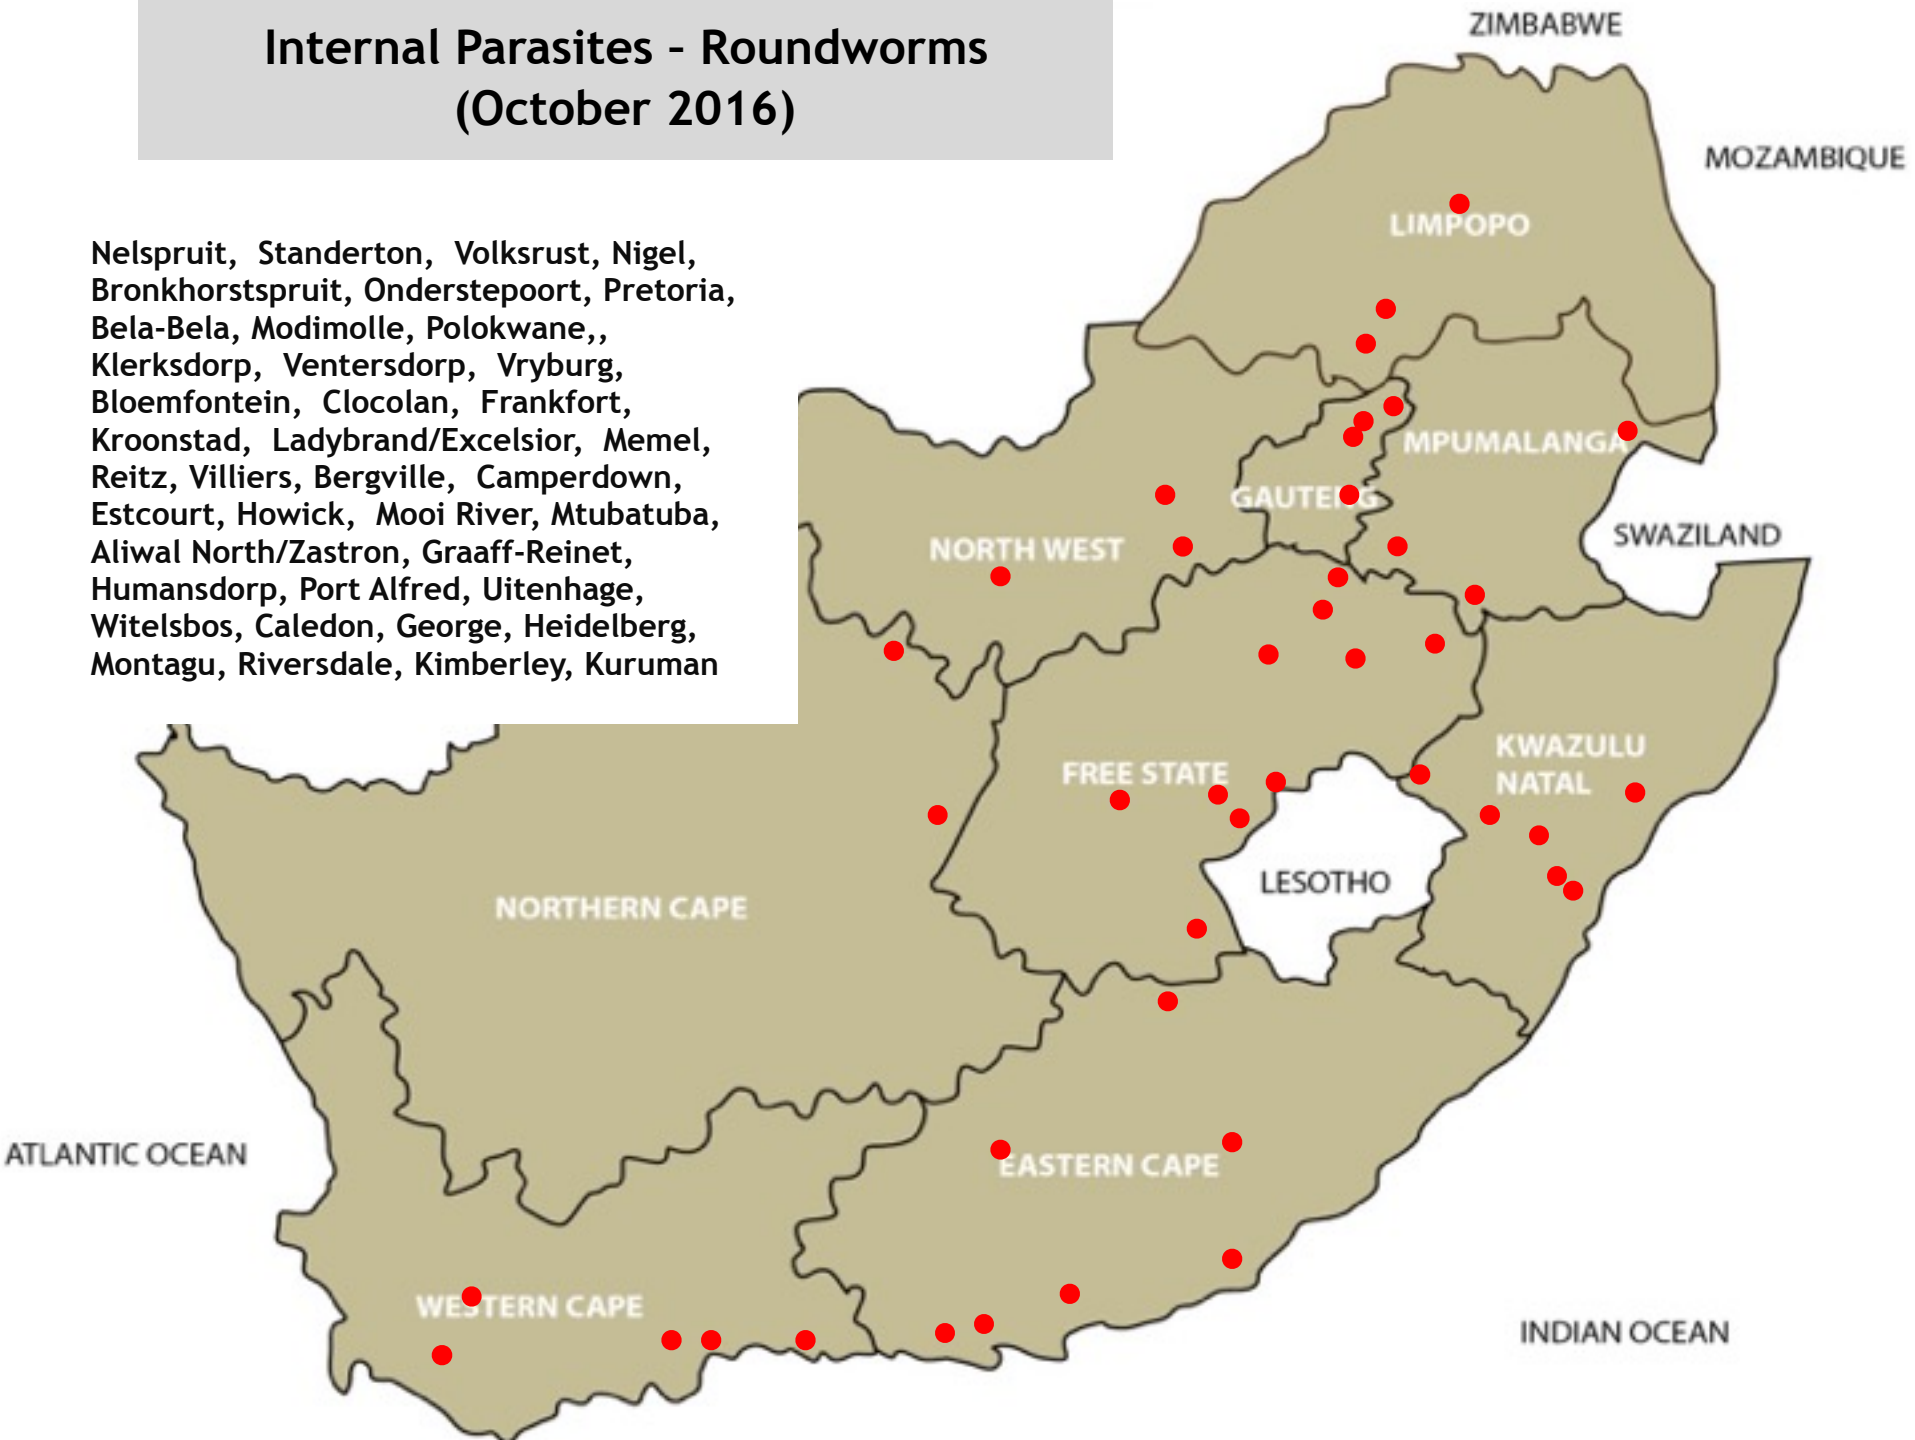 Internal Parasites – Roundworms
(October 2016)
ZIMBABWE
MOZAMBIQUE
LIMPOPO
Nelspruit, Standerton, Volksrust, Nigel,
Bronkhorstspruit, Onderstepoort, Pretoria,
Bela-Bela, Modimolle, Polokwane,,
Klerksdorp, Ventersdorp, Vryburg,
Bloemfontein, Clocolan, Frankfort,
Kroonstad, Ladybrand/Excelsior, Memel,
Reitz, Villiers, Bergville, Camperdown,
Estcourt, Howick, Mooi River, Mtubatuba,
Aliwal North/Zastron, Graaff-Reinet,
Humansdorp, Port Alfred, Uitenhage,
Witelsbos, Caledon, George, Heidelberg,
Montagu, Riversdale, Kimberley, Kuruman
MPUMALANGA
GAUTENG
SWAZILAND
NORTH WEST
KWAZULU
NATAL
FREE STATE
LESOTHO
NORTHERN CAPE
ATLANTIC OCEAN
EASTERN CAPE
WESTERN CAPE
INDIAN OCEAN